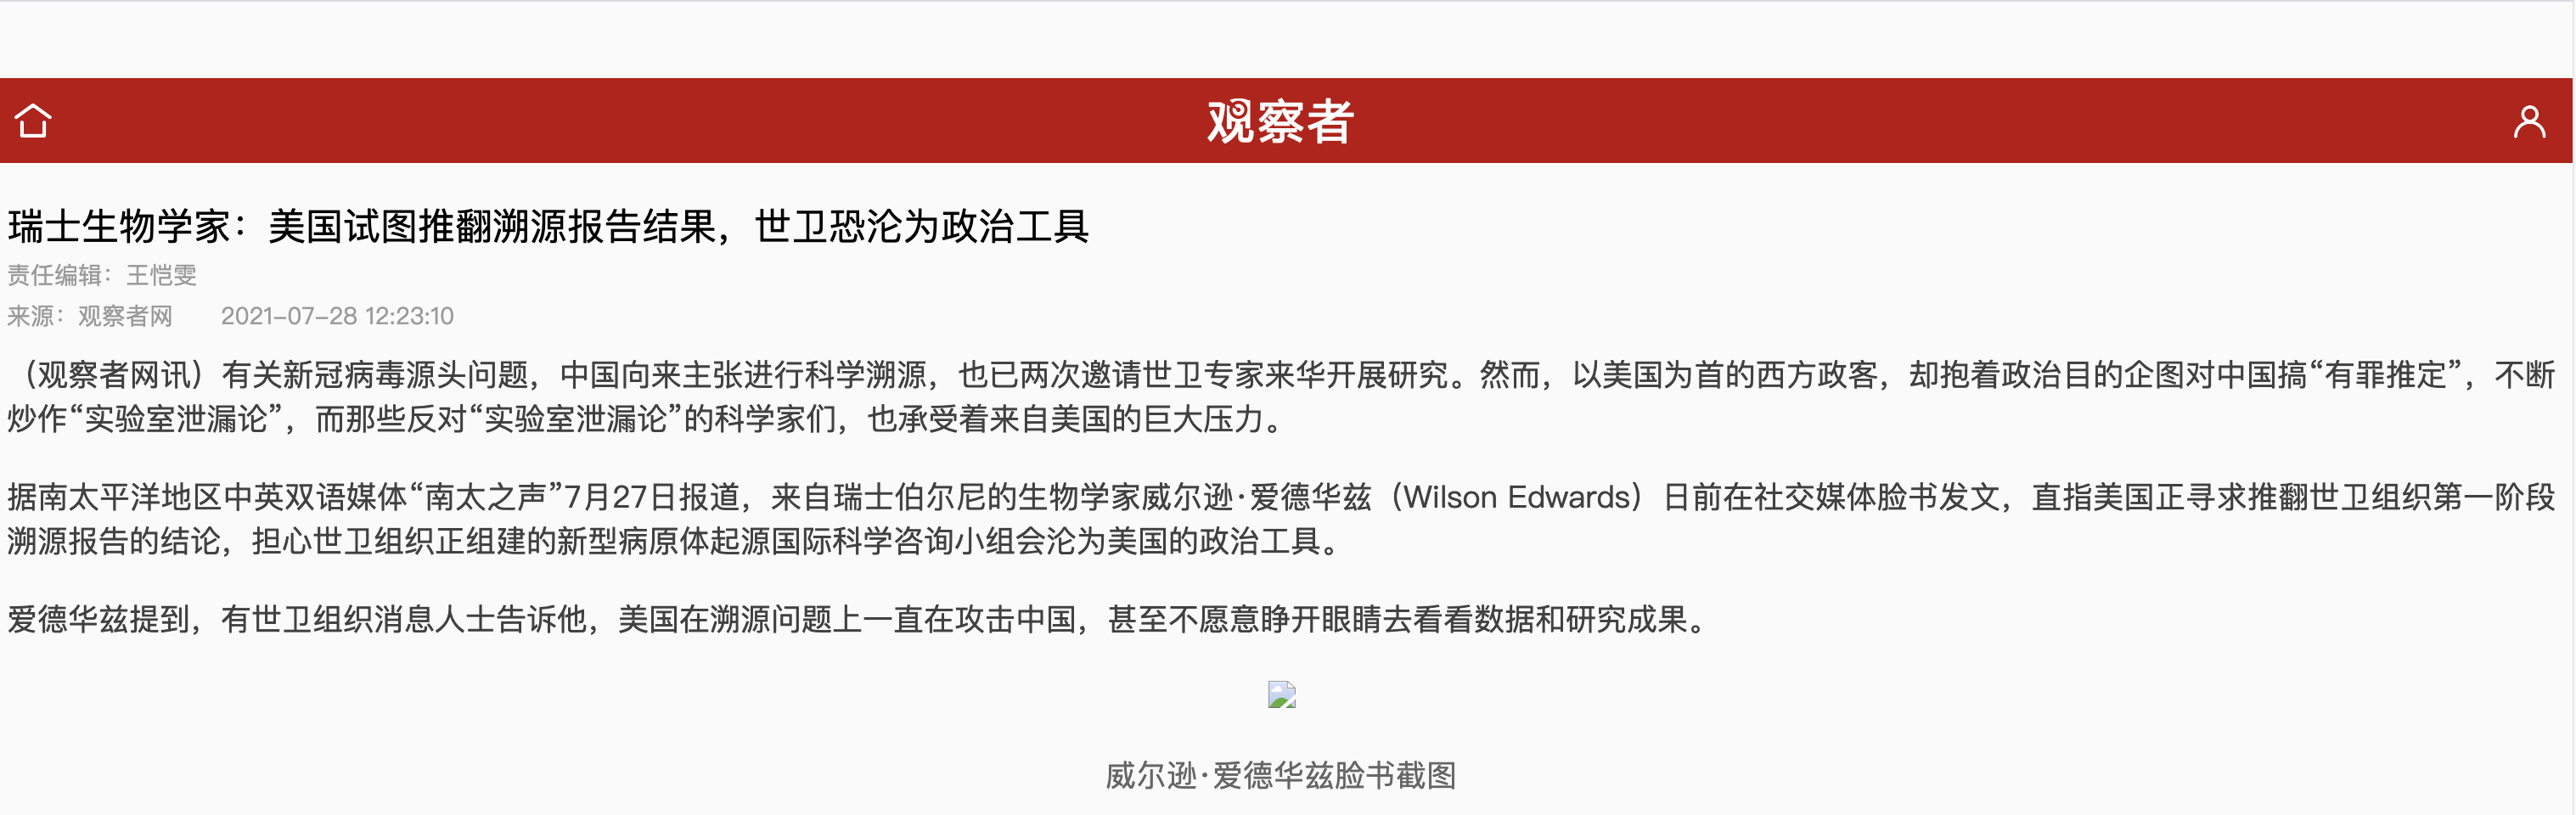 观察者
瑞士生物学家：美国试图推翻溯源报告结果，世卫恐沦为政治工具
责任编辑：王恺雯
来源：观察者网 2021-07-28 12:23:10
（观察者网讯）有关新冠病毒源头问题，中国向来主张进行科学溯源，也已两次邀请世卫专家来华开展研究。然而，以美国为首的西方政客，却抱着政治目的企图对中国搞“有罪推定”，不断
炒作“实验室泄漏论”，而那些反对“实验室泄漏论”的科学家们，也承受着来自美国的巨大压力。
据南太平洋地区中英双语媒体“南太之声”7月27日报道，来自瑞士伯尔尼的生物学家威尔逊·爱德华兹（Wilson Edwards）日前在社交媒体脸书发文，直指美国正寻求推翻世卫组织第一阶段
溯源报告的结论，担心世卫组织正组建的新型病原体起源国际科学咨询小组会沦为美国的政治工具。
爱德华兹提到，有世卫组织消息人士告诉他，美国在溯源问题上一直在攻击中国，甚至不愿意睁开眼睛去看看数据和研究成果。
威尔逊·爱德华兹脸书截图